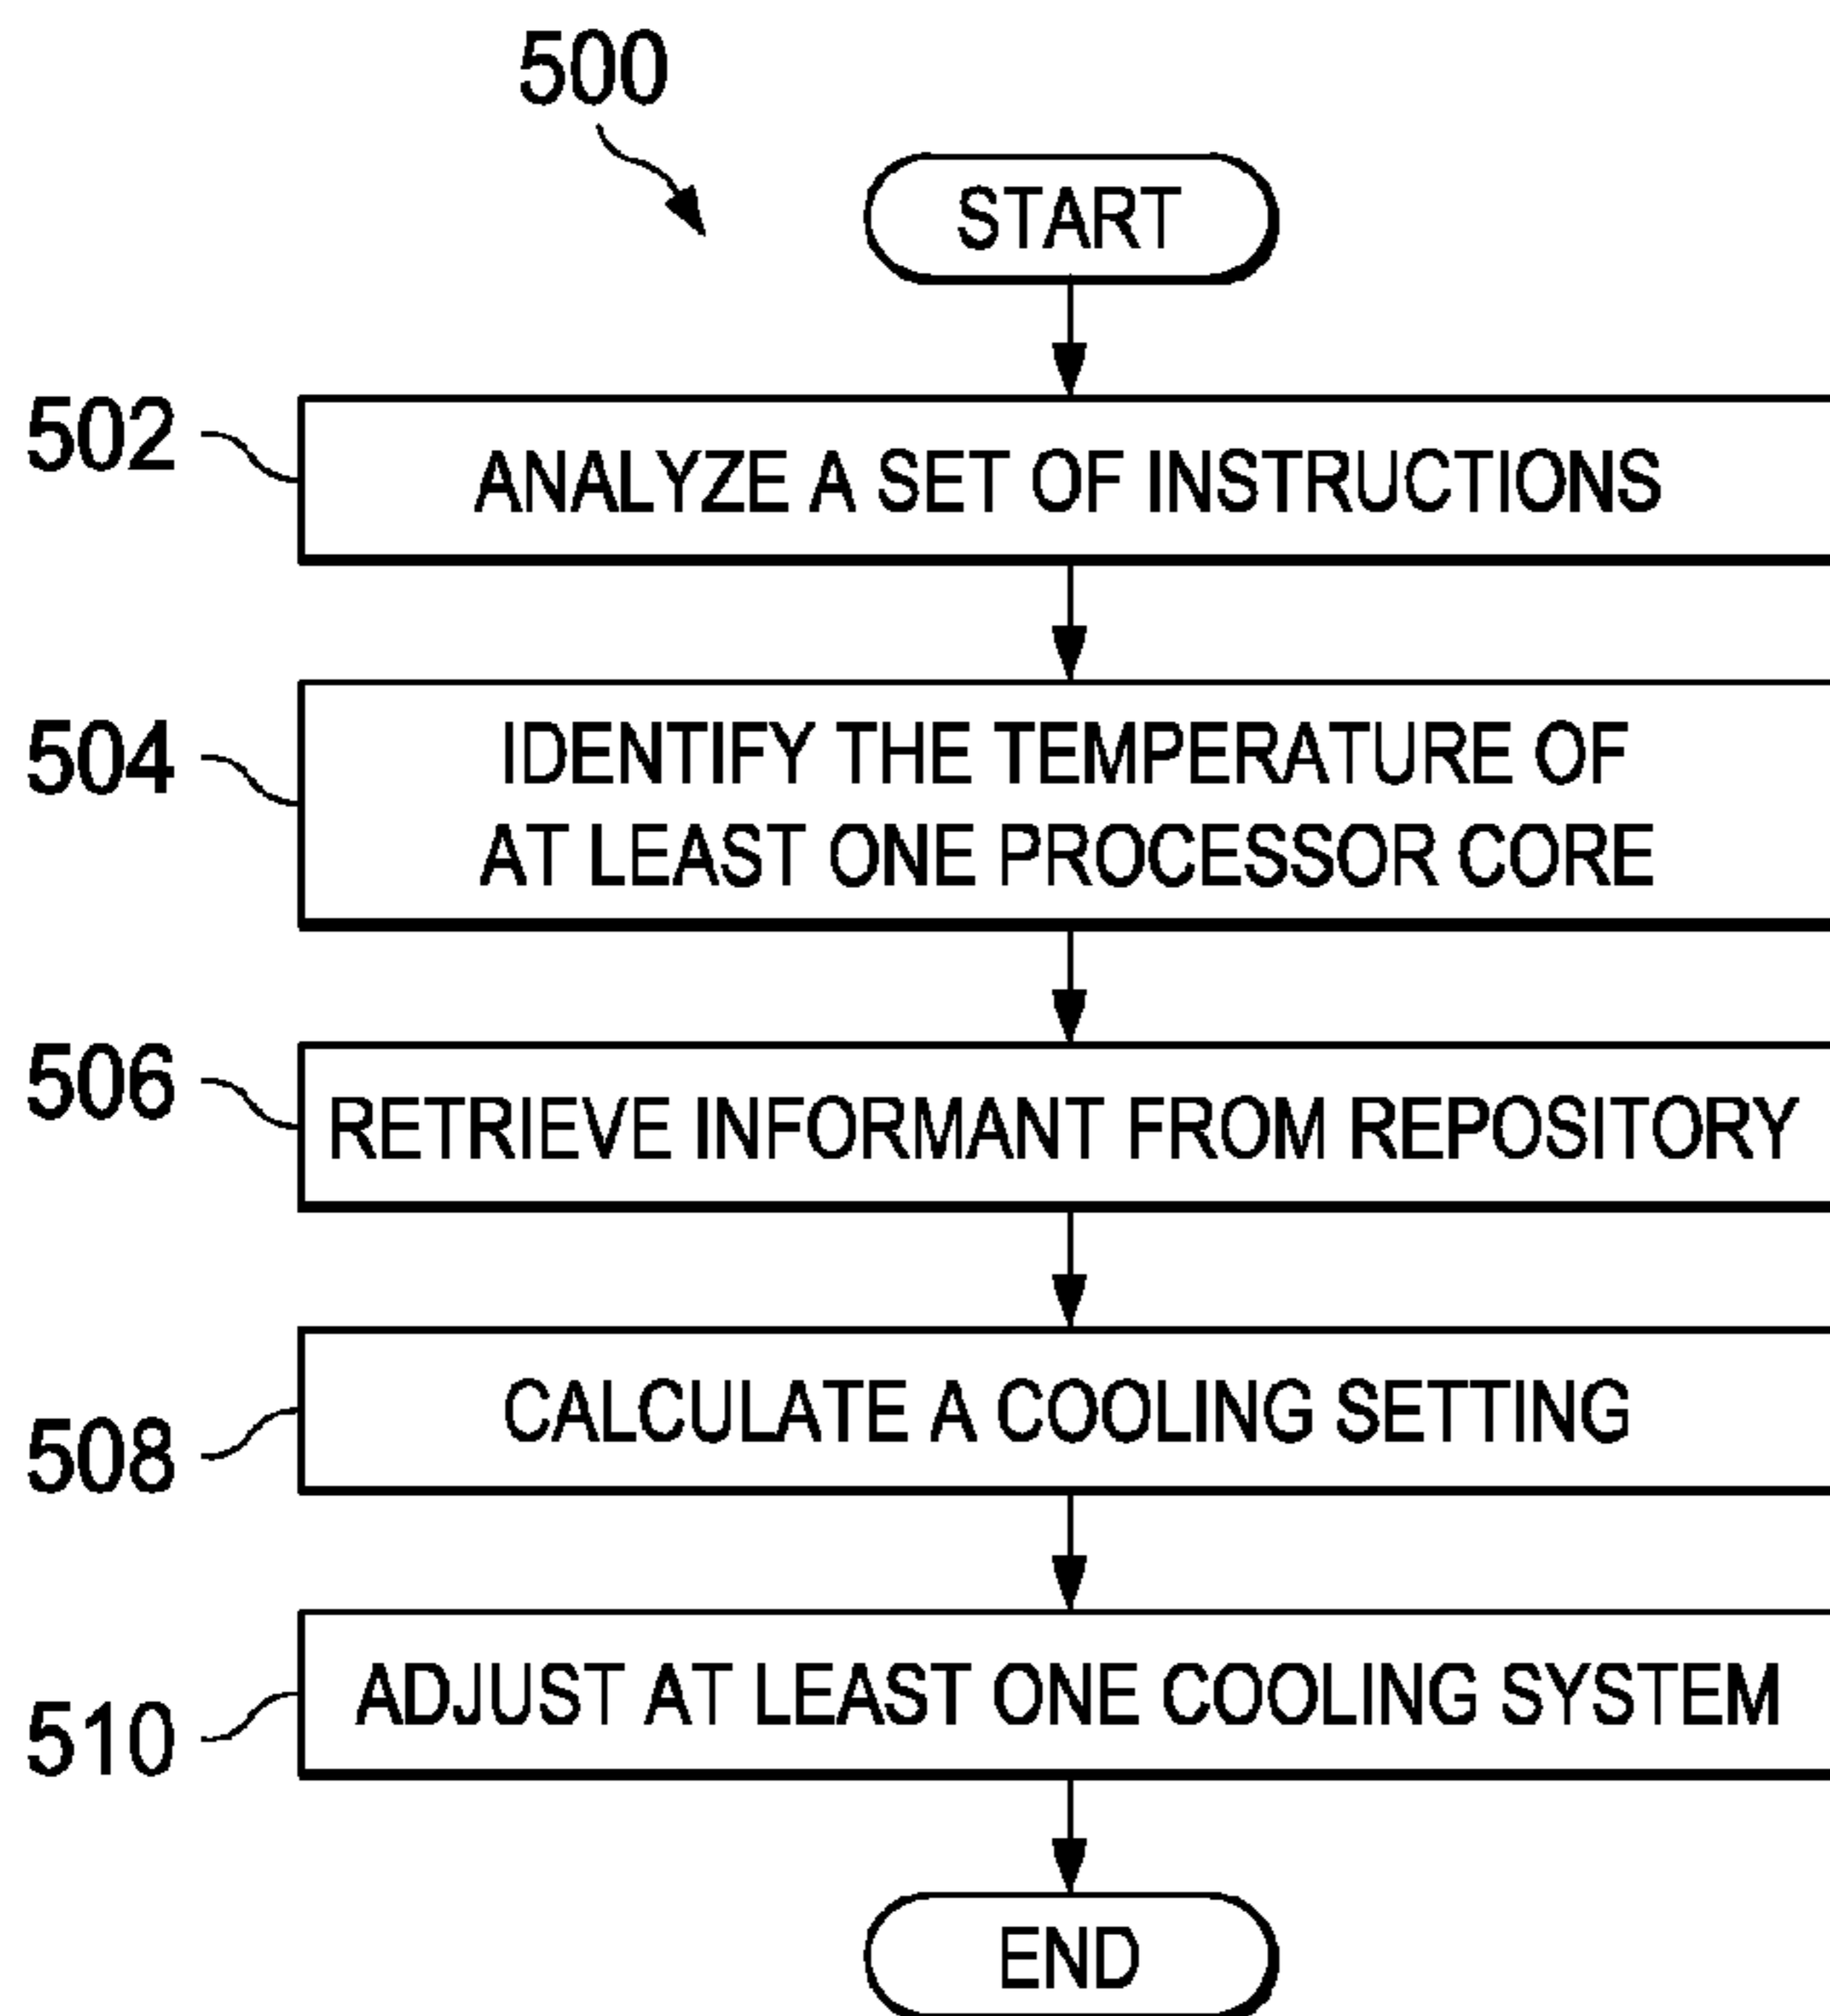 500
START
502
ANALYZE A SET OF INSTRUCTIONS
504
IDENTIFY THE TEMPERATURE OF
AT LEAST ONE PROCESSOR CORE
506
RETRIEVE INFORMANT FROM REPOSITORY
508
CALCULATE A COOLING SETTING
510
ADJUST AT LEAST ONE COOLING SYSTEM
END